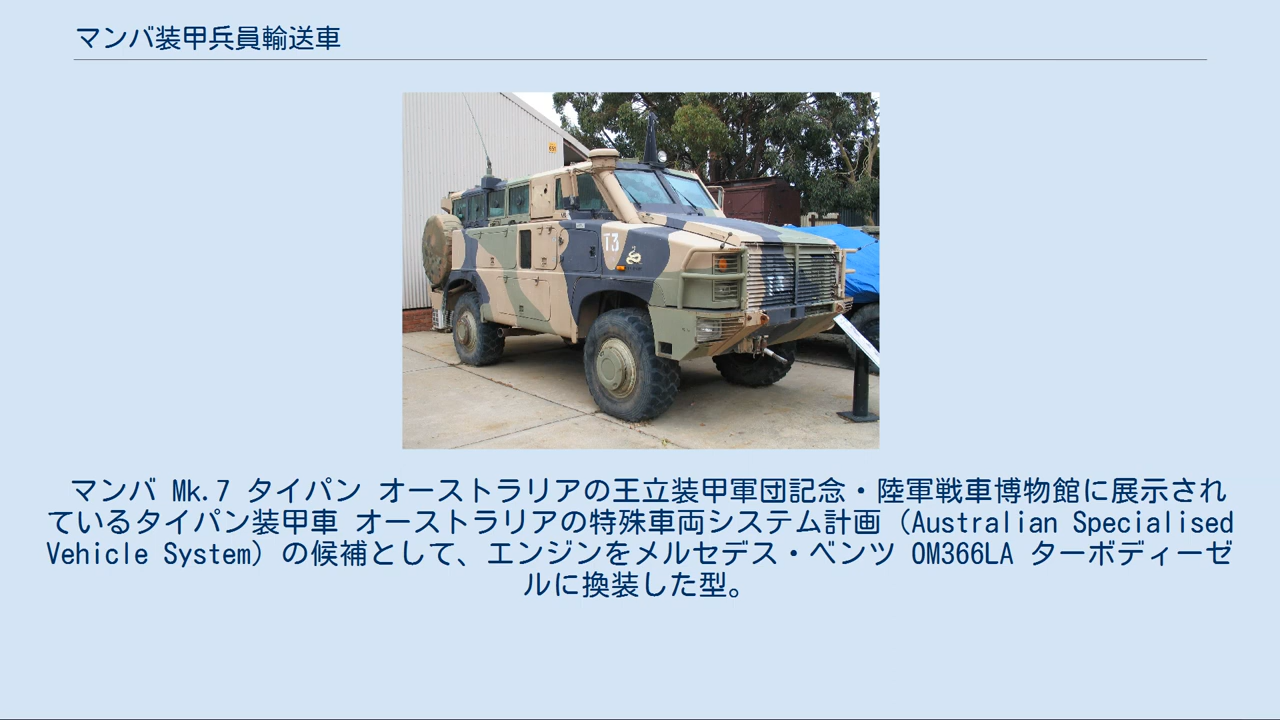 マンバ装甲兵員輸送車
T3
マンバ Mk.7 タイパン オーストラリアの王立装甲軍団記念・陸軍戦車博物館に展示され
ているタイパン装甲車 オーストラリアの特殊車両システム計画（Australian Specialised
Vehicle System）の候補として、エンジンをメルセデス・ベンツ OM366LA ターボディーゼ
ルに換装した型。